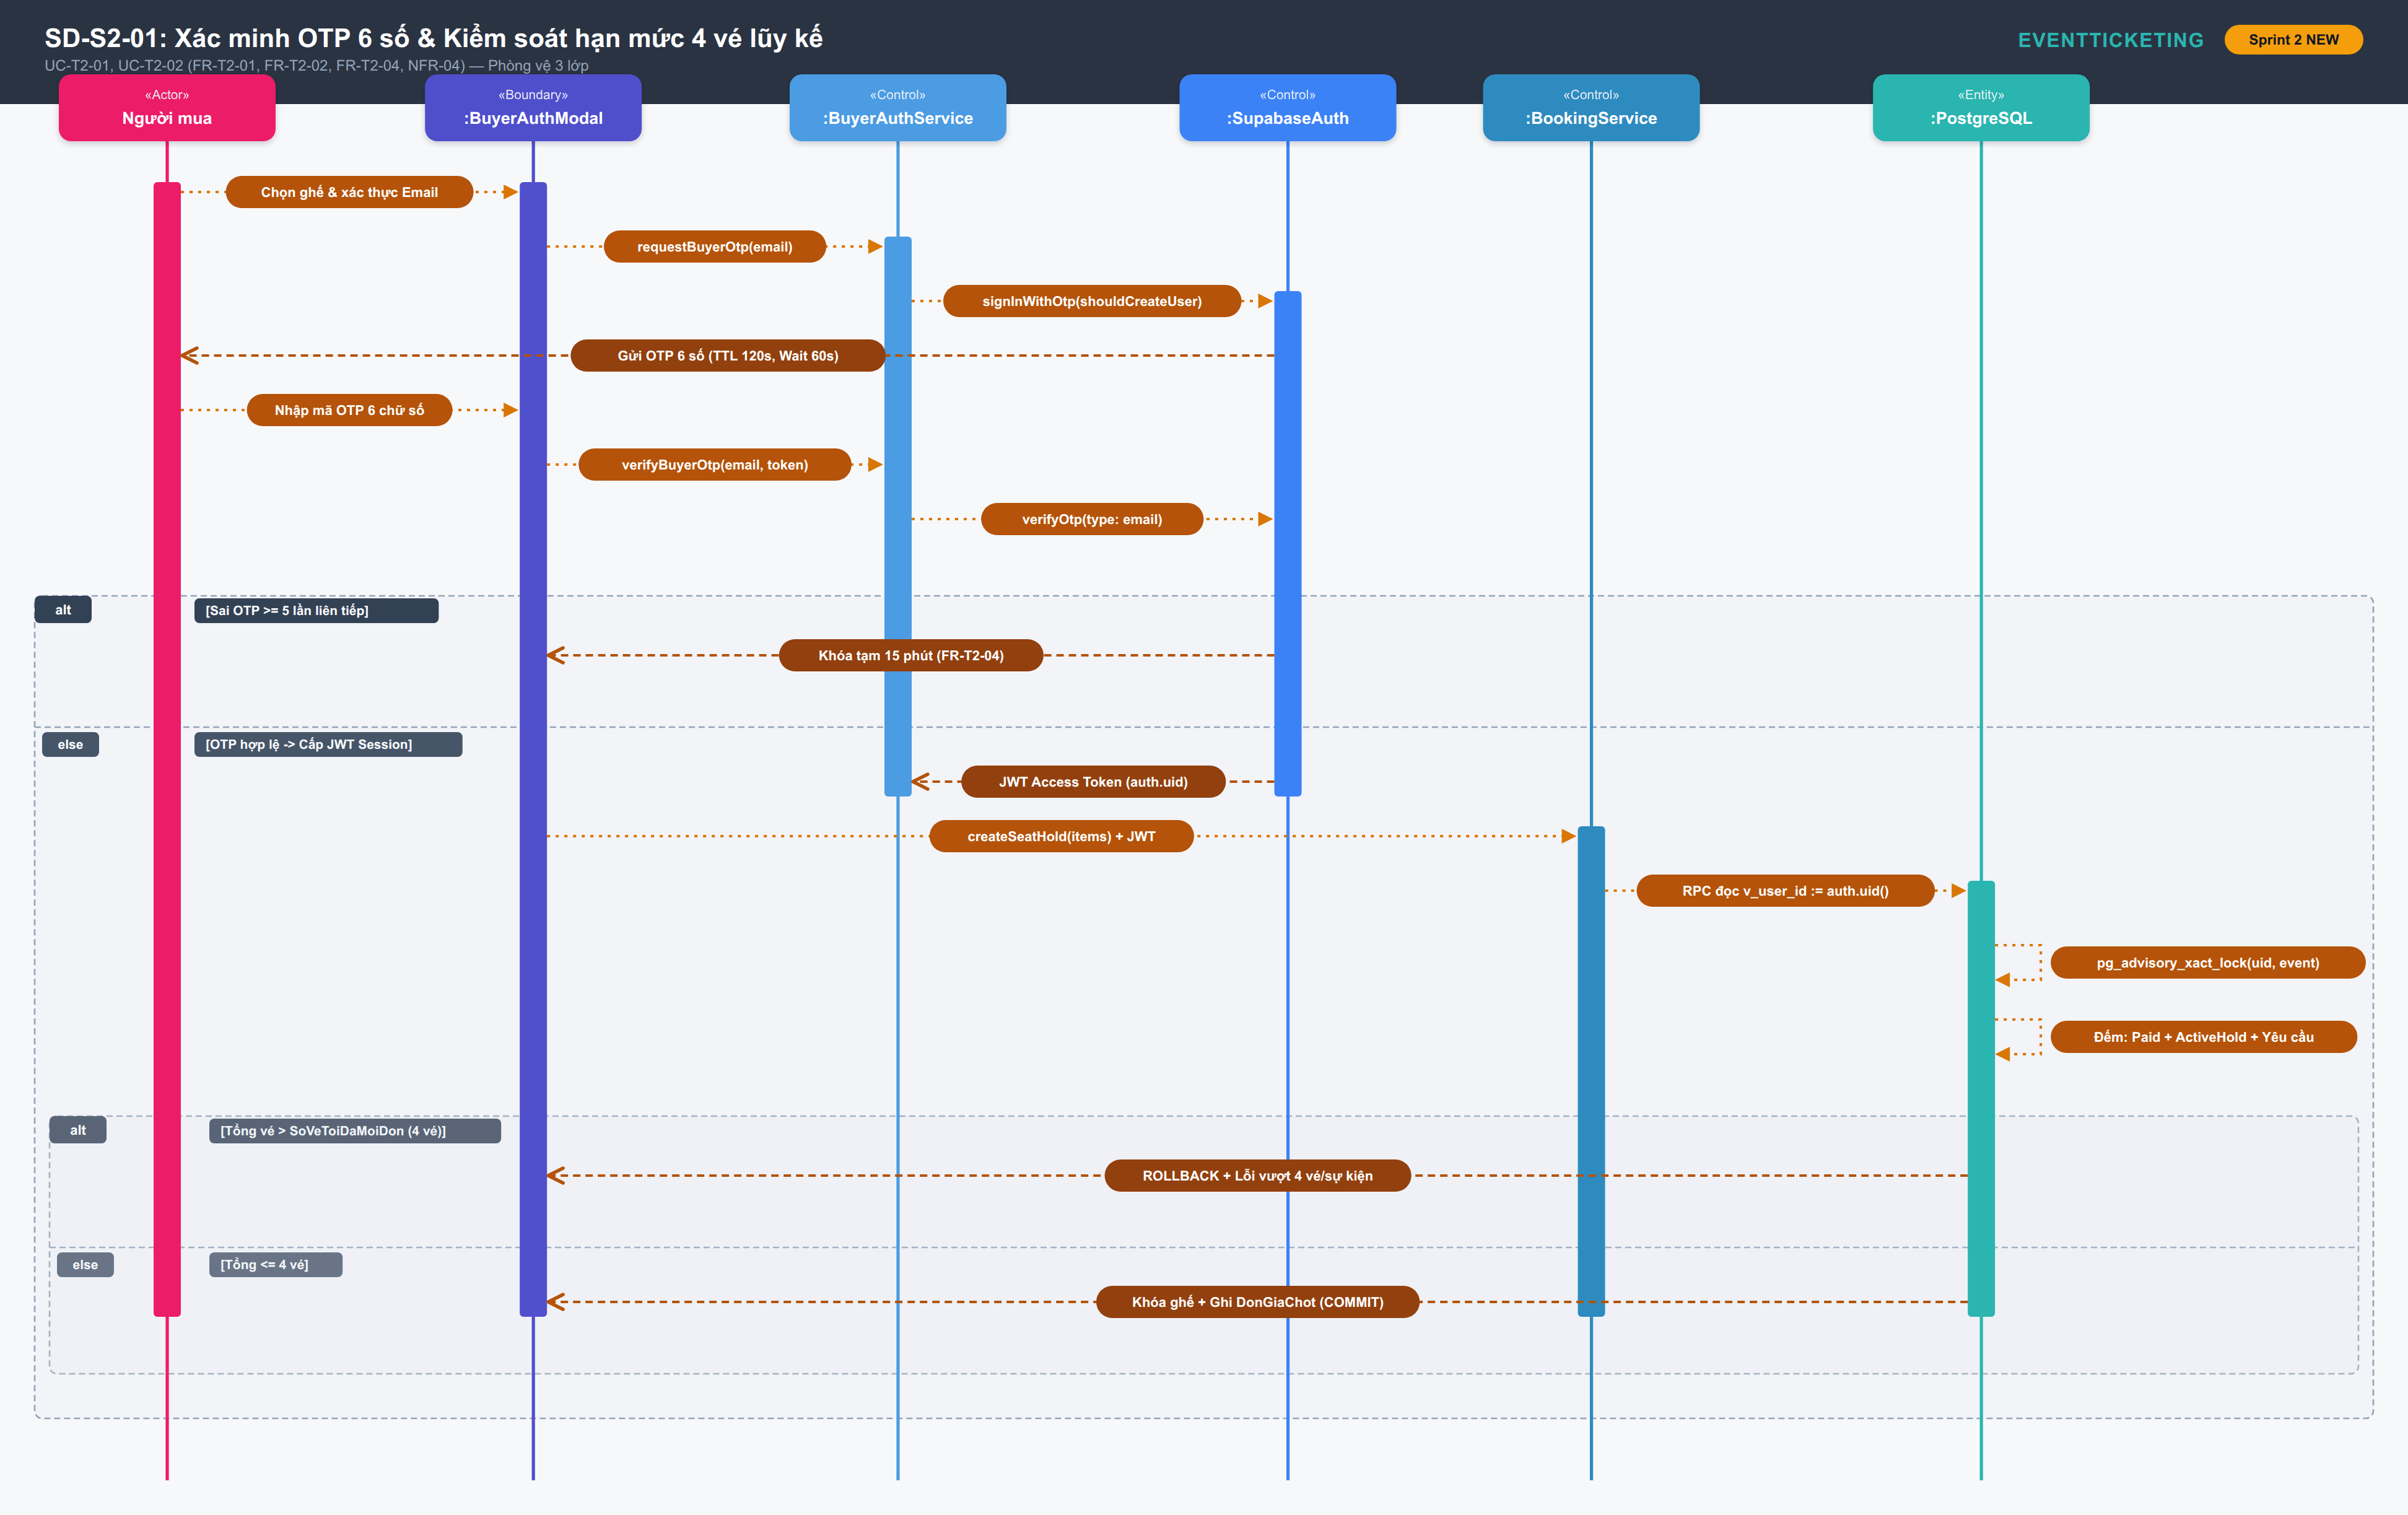 SD-S2-01: Xác minh OTP 6 số & Kiểm soát hạn mức 4 vé lũy kế
EVENTTICKETING
Sprint 2 NEW
UC-T2-01, UC-T2-02 (FR-T2-01, FR-T2-02, FR-T2-04, NFR-04) — Phòng vệ 3 lớp
«Actor»
Người mua
«Boundary»
:BuyerAuthModal
«Control»
:BuyerAuthService
«Control»
:SupabaseAuth
«Control»
:BookingService
«Entity»
:PostgreSQL
Chọn ghế & xác thực Email
requestBuyerOtp(email)
signInWithOtp(shouldCreateUser)
Gửi OTP 6 số (TTL 120s, Wait 60s)
Nhập mã OTP 6 chữ số
verifyBuyerOtp(email, token)
verifyOtp(type: email)
alt
[Sai OTP >= 5 lần liên tiếp]
Khóa tạm 15 phút (FR-T2-04)
else
[OTP hợp lệ -> Cấp JWT Session]
JWT Access Token (auth.uid)
createSeatHold(items) + JWT
RPC đọc v_user_id := auth.uid()
pg_advisory_xact_lock(uid, event)
Đếm: Paid + ActiveHold + Yêu cầu
alt
[Tổng vé > SoVeToiDaMoiDon (4 vé)]
ROLLBACK + Lỗi vượt 4 vé/sự kiện
else
[Tổng <= 4 vé]
Khóa ghế + Ghi DonGiaChot (COMMIT)